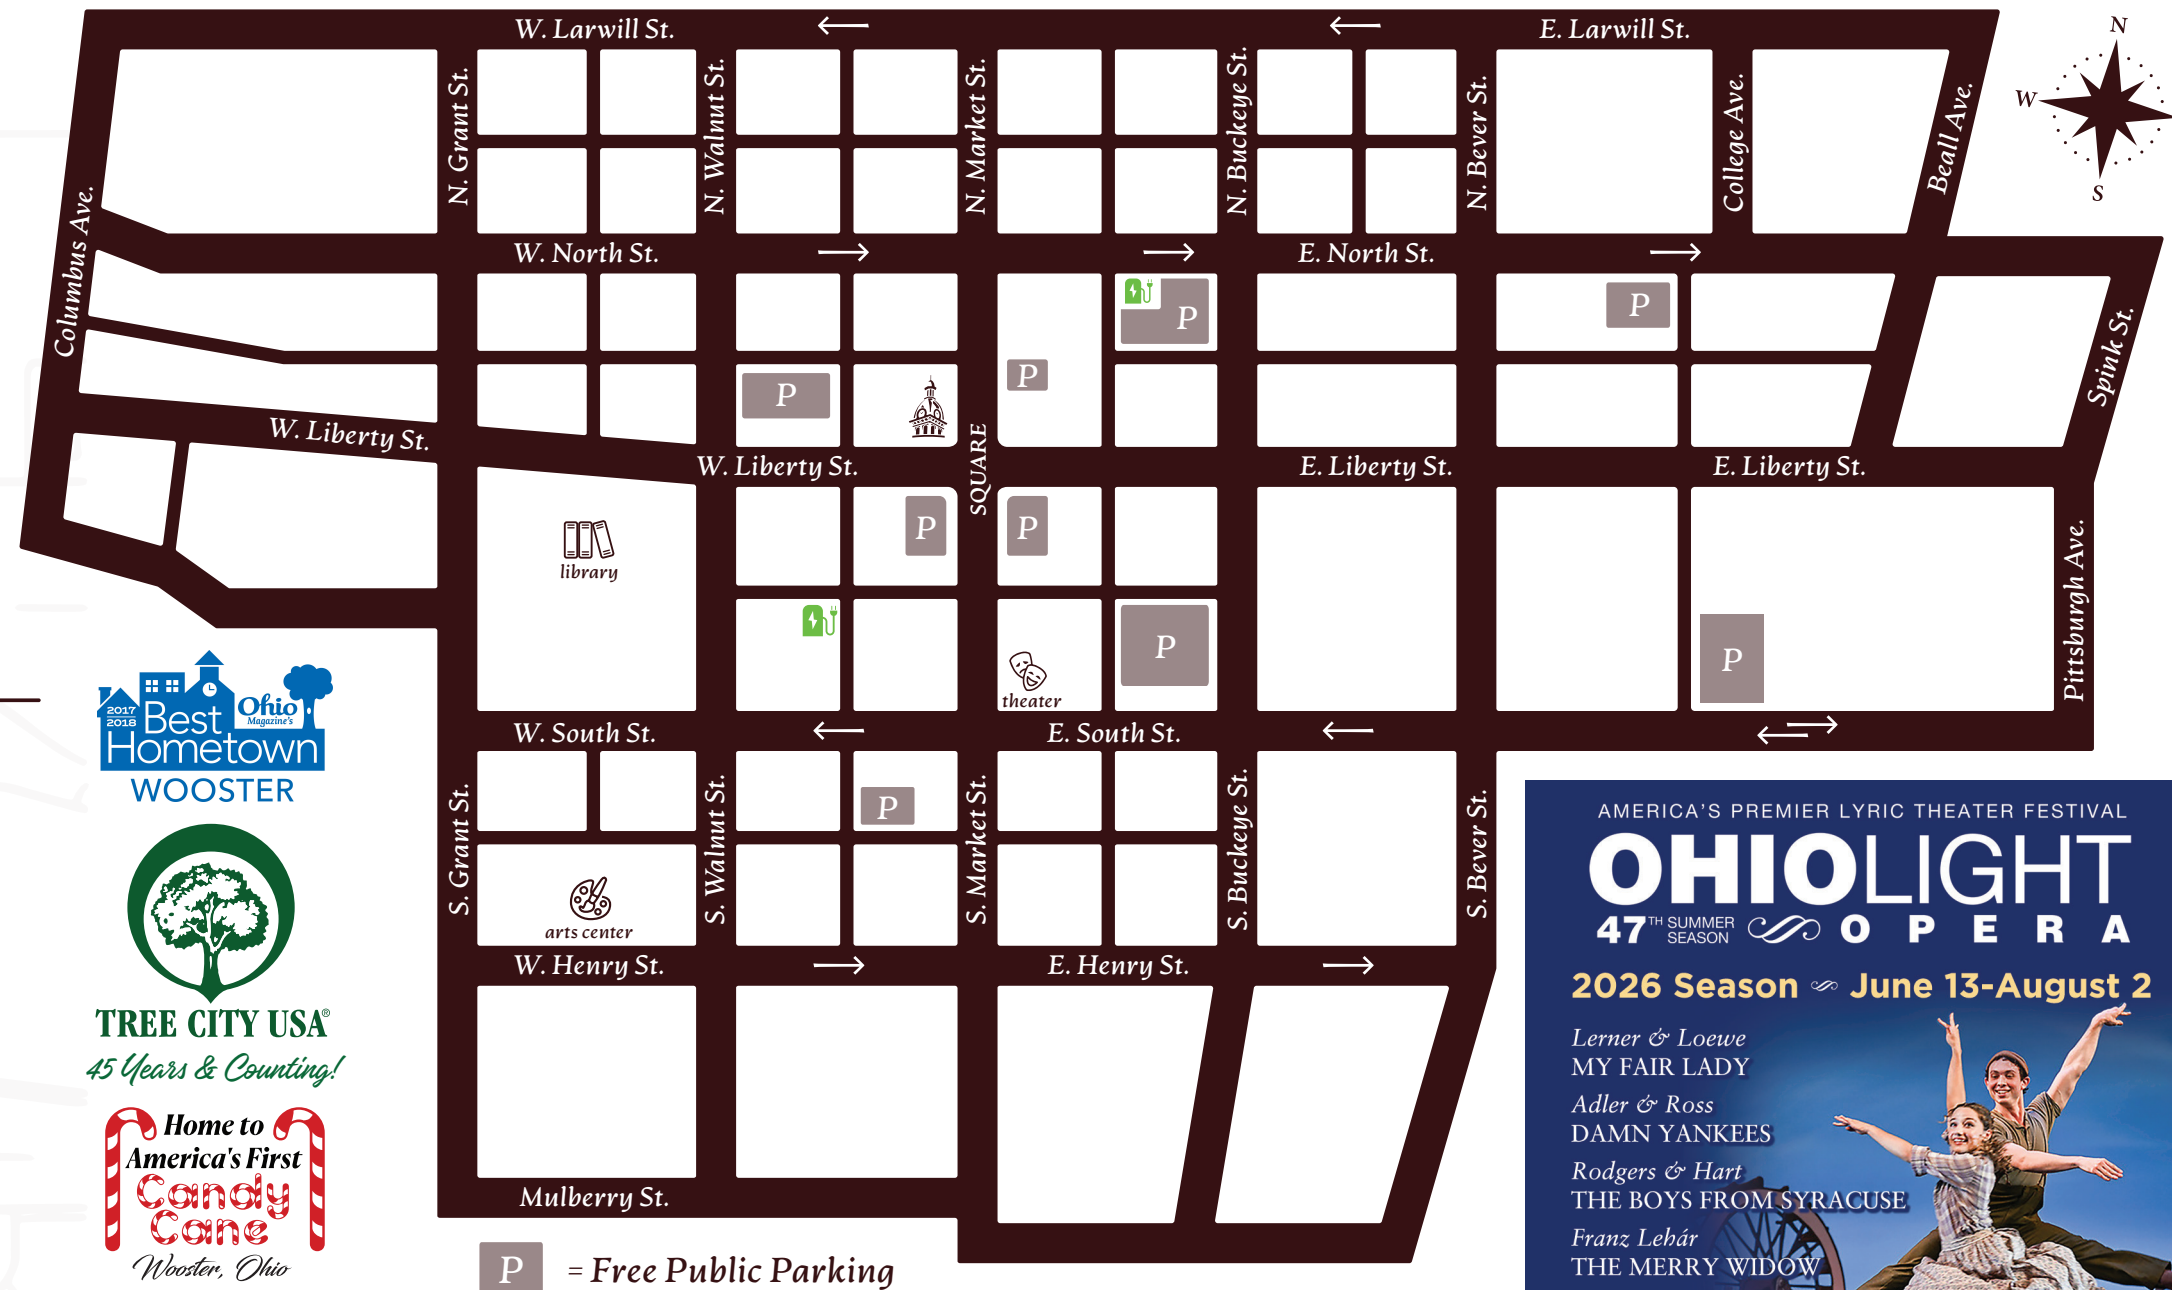 W. Larwill St.
E. Larwill St.
N
W
S
N. Grant St.
N. Walnut St.
N. Market St.
N. Buckeye St.
N. Bever St.
College Ave.
Beall Ave.
Columbus Ave.
W. North St.
E. North St.
P
P
P
P
Spink St.
W. Liberty St.
W. Liberty St.
SQUARE
E. Liberty St.
E. Liberty St.
P
P
library
Pittsburgh Ave.
P
P
theater
W. South St.
E. South St.
P
S. Grant St.
S. Walnut St.
S. Market St.
S. Buckeye St.
S. Bever St.
arts center
W. Henry St.
E. Henry St.
Mulberry St.
P = Free Public Parking
2017
2018
Best
Ohio
Magazine's
Hometown
WOOSTER
TREE CITY USA®
45 Years & Counting!
Home to
America's First
Candy
Cane
Wooster, Ohio
AMERICA'S PREMIER LYRIC THEATER FESTIVAL
OHIOLIGHT
47TH SUMMER SEASON OPERA
2026 Season June 13-August 2
Lerner & Loewe
MY FAIR LADY
Adler & Ross
DAMN YANKEES
Rodgers & Hart
THE BOYS FROM SYRACUSE
Franz Lehár
THE MERRY WIDOW